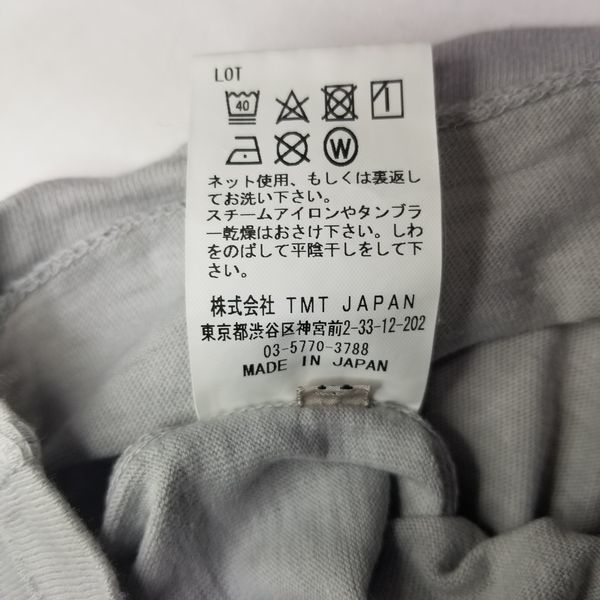 LOT
40
W
ネット使用、もしくは裏返し
てお洗い下さい。
スチームアイロンやタンブラ
ー乾燥はおさけ下さい。しわ
をのばして平陰干しをして下
さい。
株式会社 TMT JAPAN
東京都渋谷区神宮前2-33-12-202
03-5770-3788
MADE IN JAPAN